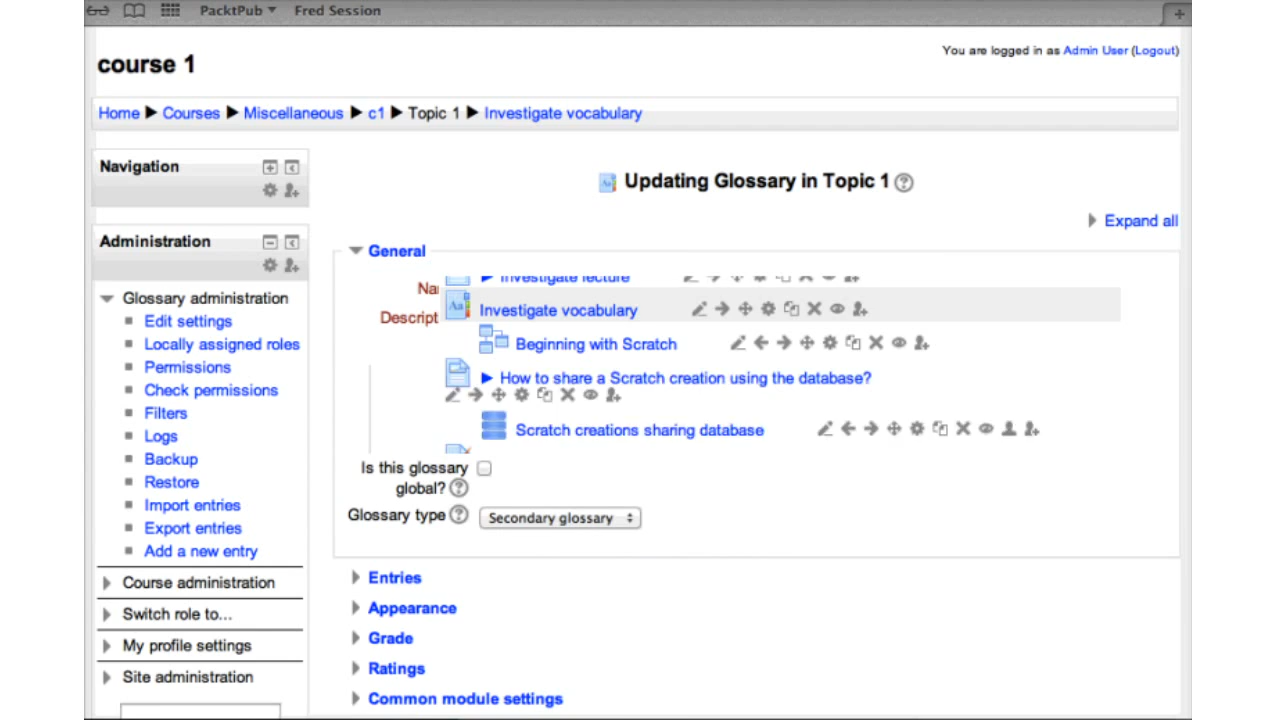 PacktPub Fred Session
You are logged in as Admin User (Logout)
course 1
Home ▶ Courses ▶ Miscellaneous ▶ c1 ▶ Topic 1 ▶ Investigate vocabulary
Navigation
Updating Glossary in Topic 1
Expand all
Administration
General
Investigate lecture
Investigate vocabulary
Descript
Beginning with Scratch
How to share a Scratch creation using the database?
Scratch creations sharing database
Is this glossary
global?
Glossary type
Secondary glossary
Glossary administration
Edit settings
Locally assigned roles
Permissions
Check permissions
Filters
Logs
Backup
Restore
Import entries
Export entries
Add a new entry
Course administration
Switch role to...
My profile settings
Site administration
Entries
Appearance
Grade
Ratings
Common module settings